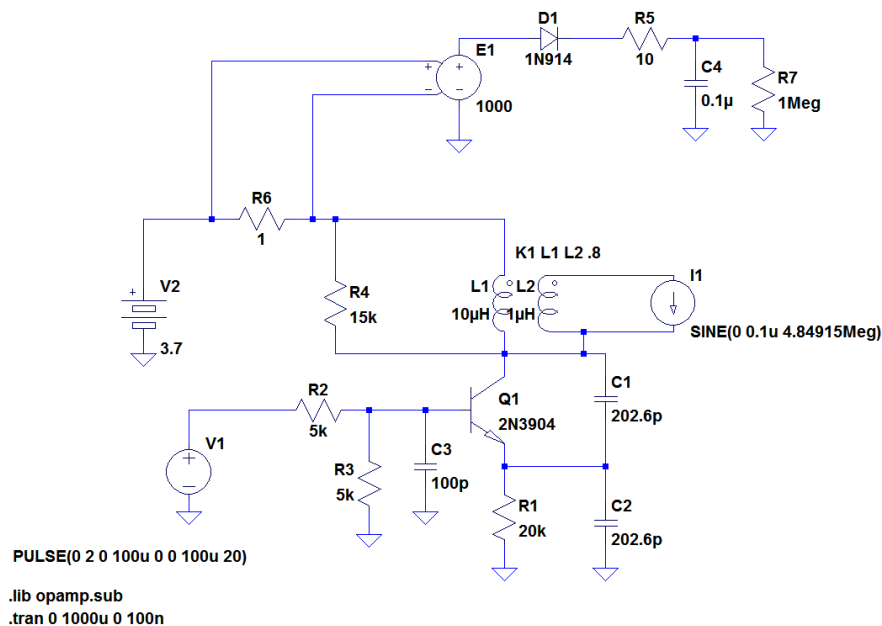 D1
1N914
R5
10
C4
0.1µ
R7
1Meg
E1
1000
R6
1
K1 L1 L2 .8
V2
3.7
R4
15k
L1
10µH
L2
1µH
I1
SINE(0 0.1u 4.84915Meg)
R2
5k
Q1
2N3904
C1
202.6p
V1
R3
5k
C3
100p
R1
20k
C2
202.6p
PULSE(0 2 0 100u 0 0 100u 20)
.lib opamp.sub
.tran 0 1000u 0 100n